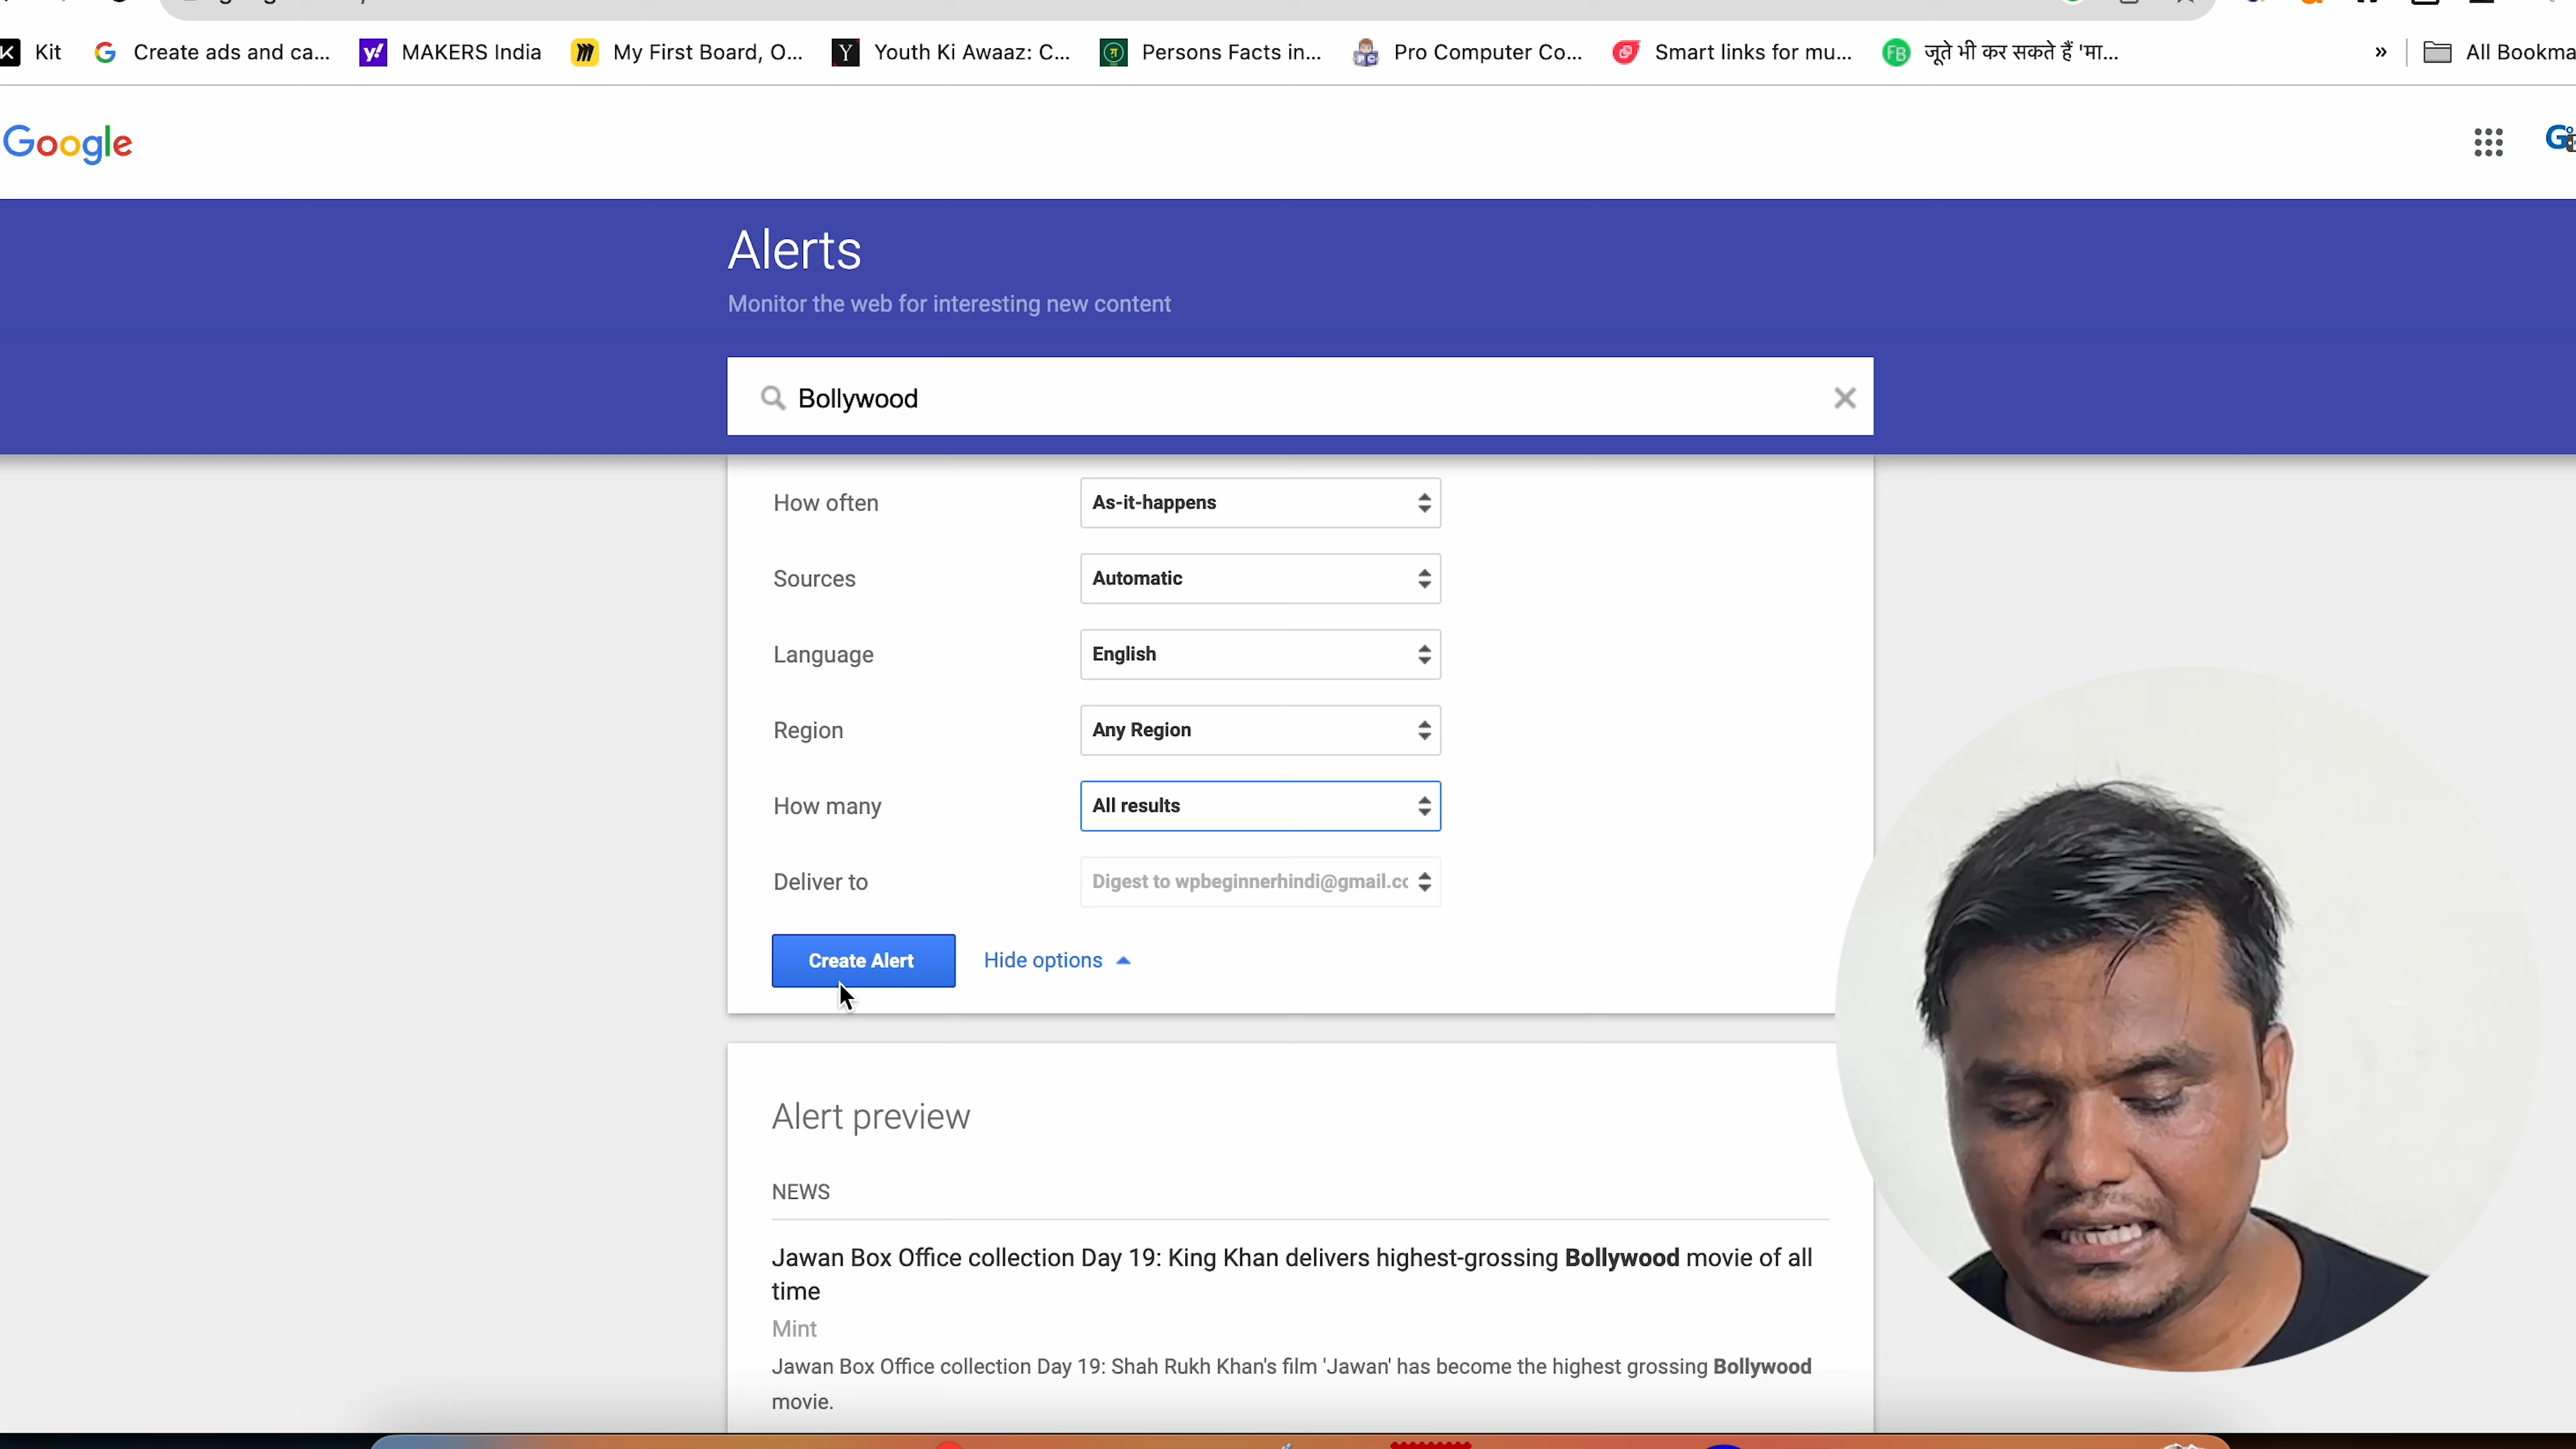 Kit Create ads and ca... MAKERS India My First Board, O... Youth Ki Awaaz: C... Persons Facts in... Pro Computer Co... Smart links for mu... जूते भी कर सकते हैं 'मा... » All Bookma
Google
Alerts
Monitor the web for interesting new content
Bollywood
How often As-it-happens
Sources Automatic
Language English
Region Any Region
How many All results
Deliver to Digest to wpbeginnerhindi@gmail.cc
Create Alert Hide options
Alert preview
NEWS
Jawan Box Office collection Day 19: King Khan delivers highest-grossing Bollywood movie of all
time
Mint
Jawan Box Office collection Day 19: Shah Rukh Khan's film 'Jawan' has become the highest grossing Bollywood
movie.